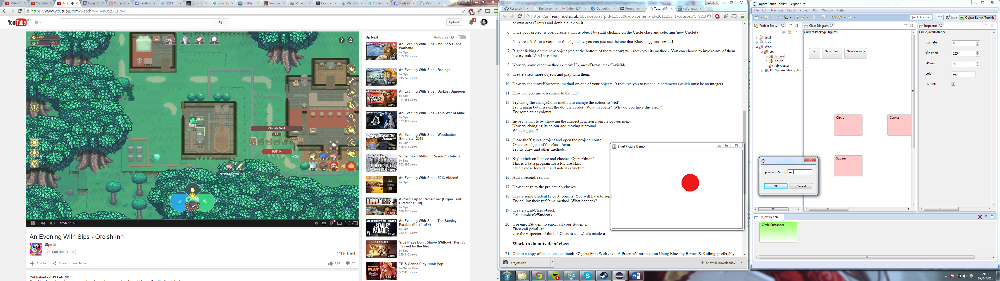 Milky C
YouTube
An Ev
Cities: S
Surrend
Facebook
(1281) T
Ruthless
Rumble
S5 Lets
League
Watch T
YoGPoD
Lords of
Ashhad
https://www.youtube.com/watch?v=_NnUSzX1F7M
YouTube GB
Upload
4
48650
59
42
0
0
Orcish Skull
2 $
PUT IN
Chest
STORAGE 39/50
12:26 / 29:58
An Evening With Sips - Orcish Inn
Sips
Subscribed
216,596
Add to
Share
More
9,541
76
Published on 19 Feb 2015
Up Next
Autoplay
An Evening With Sips - Mount & Blade
Warband
by Sips
173,365 views
32:06
An Evening With Sips - Besiege
by Sips
215,743 views
20:25
An Evening With Sips - Darkest Dungeon
by Sips
144,851 views
39:12
An Evening With Sips - This War of Mine
by Sips
137,477 views
33:34
An Evening With Sips - Woodcutter
Simulator 2013
by Sips
445,013 views
30:32
Supermax 3 Million (Prison Architect)
by Sips
582,395 views
43:07
An Evening With Sips - 2013 Videos!
by Sips
44
VIDEOS
A Road Trip to Remember (Organ Trail:
Director's Cut)
by Sips
370,375 views
41:56
An Evening With Sips - The Stanley
Parable (Part 1 of 4)
by Sips
342,842 views
20:48
Sips Plays Don't Starve (Willow) - Part 35
- Saved by the Meat
by Sips
250,910 views
31:06
TB & Genna Play HuniePop
by Genna Bain
532,418 views
1:09:13
Research
Sign In to
Inbox (17)
Outlook.co
Programm
Tutorial/Pr
vWorkspac
Ashhad
https://unilearn.hud.ac.uk/bbcswebdav/pid-1155106-dt-content-rid-2011153_1/courses/CFS21
or own area (Linux) and double click on it.
6. Once your project is open create a Circle object by right clicking on the Circle class and selecting 'new Circle()'
You are asked for a name for the object but you can just use the one that BlueJ suggests - circle1
7. Right clicking on the new object (red at the bottom of the window) will show you its methods. You can choose to invoke any of them,
but try makeVisible first.
8. Now try some other methods - moveUp, moveDown, makeInvisible.
9. Create a few more objects and play with them.
10. Now try the moveHorizontal method on one of your objects. It requires you to type in a parameter (which must be an integer).
11. How can you move a square to the left?
12. Try using the changeColor method to change the colour to "red"
Try it again but miss off the double quotes. What happens? Why do you have this error?
Try some other colours.
13. Inspect a Circle by choosing the Inspect function from its pop-up menu.
Now try changing its colour and moving it around.
What happens?
14. Close the 'figures' project and open the project 'house.'
Create an object of the class Picture.
Try its draw and other methods.
15. Right click on Picture and choose "Open Editor."
This is a Java program for a Picture class
have a close look at it and note its structure.
16. Add a second, red sun.
17. Now change to the project lab-classes
18. Create some Student (2 or 3) objects. You will have to sup
Try calling their getName method. What happens?
19. Create a LabClass object.
Call numberOfStudents
20. Use enrollStudent to enroll all your students.
Then call printList
Use the inspector of the LabClass to see what's inside it.
Work to do outside of class
21. Obtain a copy of the course textbook: Objects First With Java: A Practical Introduction Using BlueJ by Barnes & Kolling, preferably
projects.zip
Show all downloads...
BlueJ Picture Demo
Object Bench Toolkit - Eclipse SDK
File Edit Navigate Search Project Run Window Help
Quick Access
Java
Object Bench Toolkit
Project Expl...
test1
test2
Week1
src
figures
house
lab-classes
JRE System Library [Jav
Class Diagram
Current Package: figures
UP
New Class
New Package
Circle
Canvas
Square
java.lang.String
red
OK
Cancel
Inspector
Circle.java(Instance)
diameter
68
xPosition
265
yPosition
90
color
red
isVisible
Object Bench
Circle (Instance)
21:12
09/04/2015